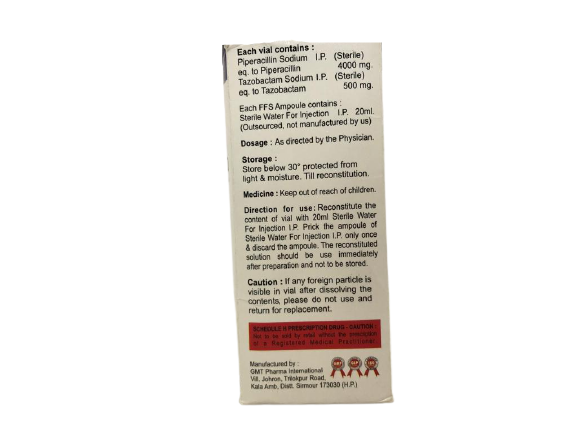 Each vial contains :
Piperacillin Sodium I.P. (Sterile)
eq. to Piperacillin 4000 mg.
Tazobactam Sodium I.P. (Sterile)
eq. to Tazobactam 500 mg.
Each FFS Ampoule contains :
Sterile Water For Injection I.P. 20ml.
(Outsourced, not manufactured by us)
Dosage : As directed by the Physician.
Storage :
Store below 30° protected from
light & moisture. Till reconstitution.
Medicine : Keep out of reach of children.
Direction for use: Reconstitute the
content of vial with 20ml Sterile Water
For Injection I.P. Prick the ampoule of
Sterile Water For Injection I.P. only once
& discard the ampoule. The reconstituted
solution should be use immediately
after preparation and not to be stored.
Caution : If any foreign particle is
visible in vial after dissolving the
contents, please do not use and
return for replacement.
SCHEDULE H PRESCRIPTION DRUG - CAUTION :
Not to be sold by retail without the prescription
of a Registered Medical Practitioner.
Manufactured by :
GMT Pharma International
Vill. Johron, Trilokpur Road,
Kala Amb, Distt. Sirmour 173030 (H.P.)